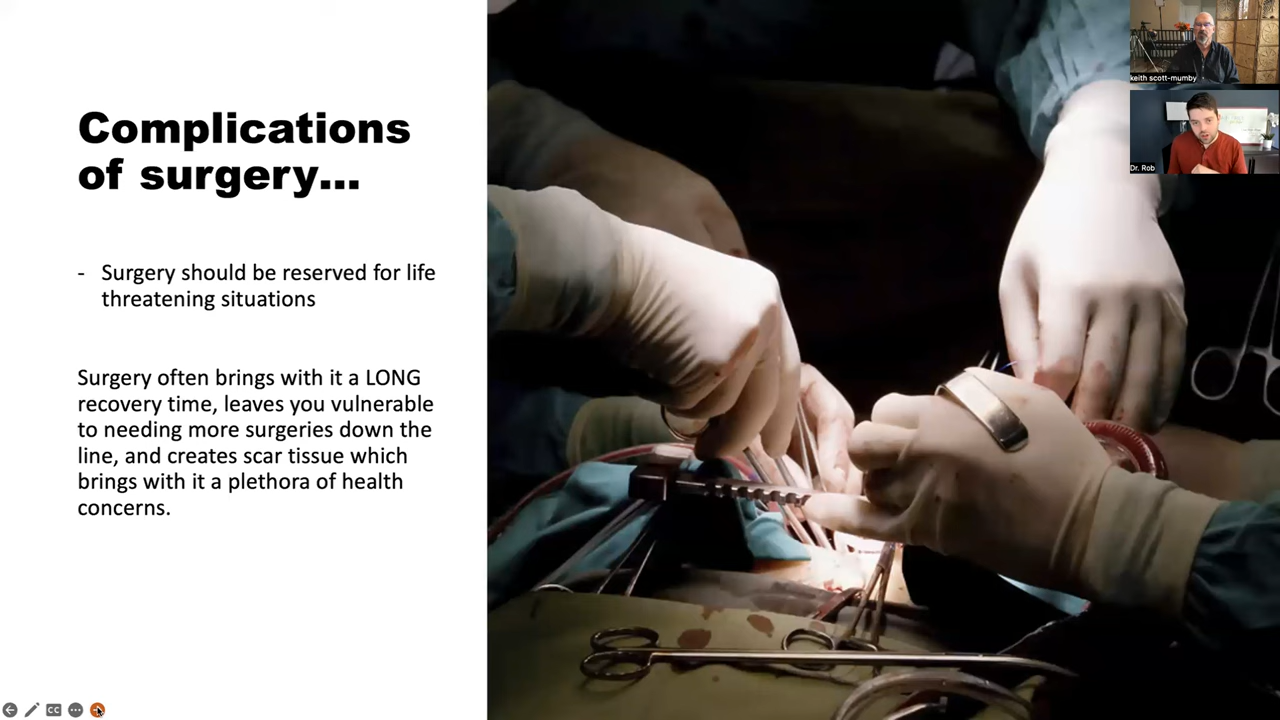 Complications
of surgery...
- Surgery should be reserved for life
threatening situations
Surgery often brings with it a LONG
recovery time, leaves you vulnerable
to needing more surgeries down the
line, and creates scar tissue which
brings with it a plethora of health
concerns.
keith scott-mumby
Dr. Rob
CC